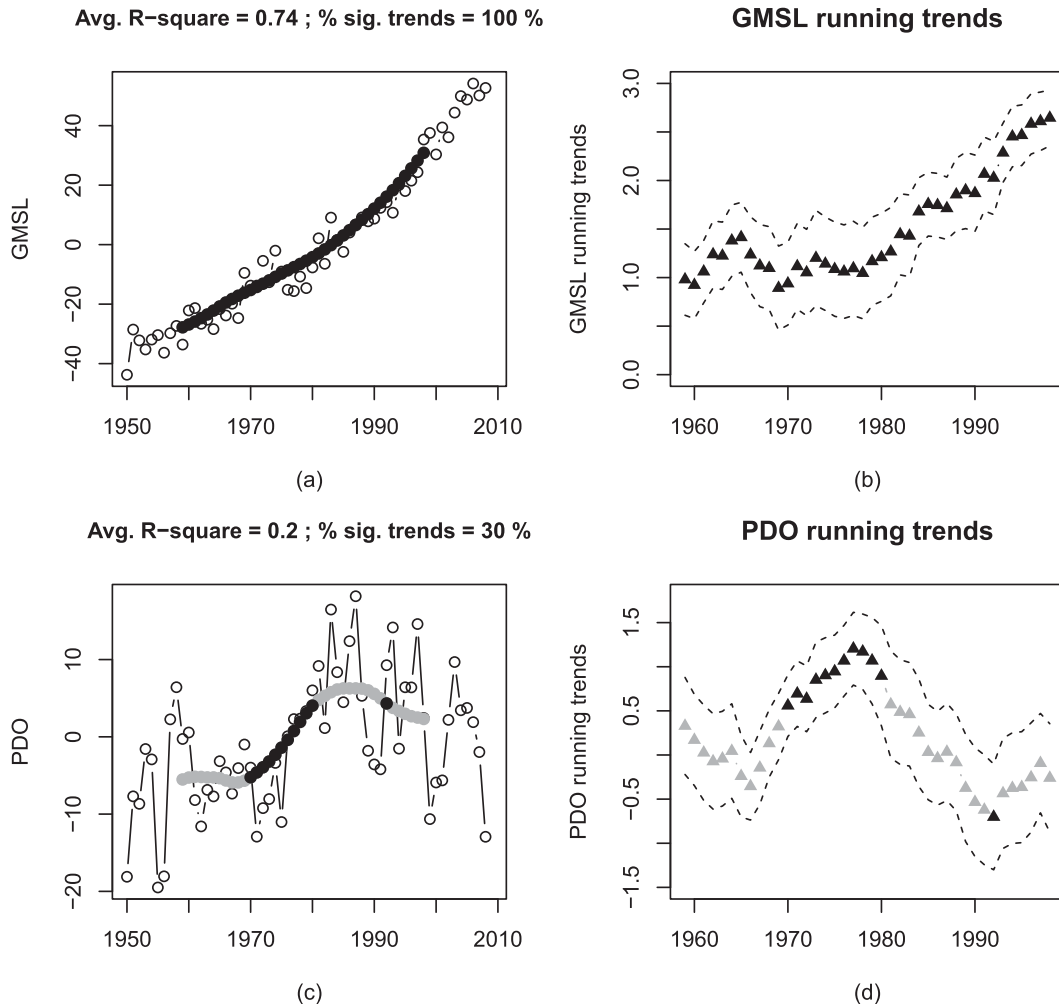 Avg. R−square = 0.74 ; % sig. trends = 100 %
GMSL
−40
−20
0
20
40
1950
1970
1990
2010
(a)
GMSL running trends
GMSL running trends
0.0
1.0
2.0
3.0
1960
1970
1980
1990
(b)
Avg. R−square = 0.2 ; % sig. trends = 30 %
PDO
−20
−10
0
10
1950
1970
1990
2010
(c)
PDO running trends
PDO running trends
−1.5
−0.5
0.5
1.5
1960
1970
1980
1990
(d)